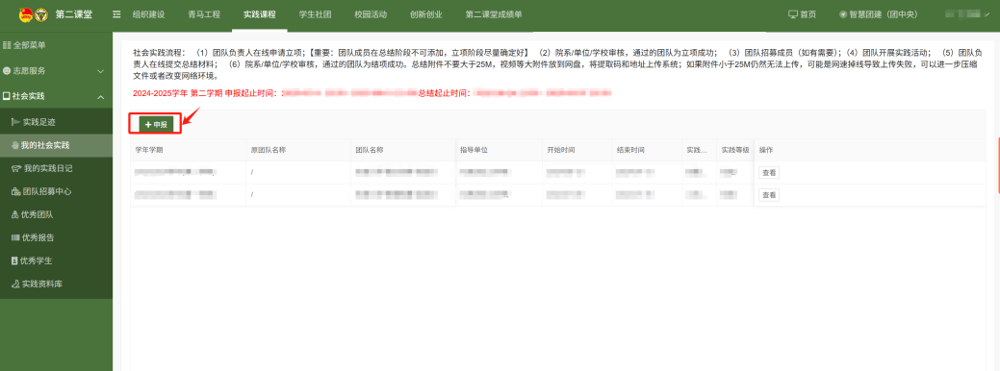 第二课堂
组织建设 青马工程 实践课程 学生社团 校园活动 创新创业 第二课堂成绩单 首页 智慧团建（团中央）
全部菜单
志愿服务
社会实践
实践足迹
我的社会实践
我的实践日记
团队招募中心
优秀团队
优秀报告
优秀学生
实践资料库
社会实践流程：（1）团队负责人在线申请立项；【重要：团队成员在总结阶段不可添加，立项阶段尽量确定好】（2）院系/单位/学校审核，通过的团队为立项成功；（3）团队招募成员（如有需要）；（4）团队开展实践活动；（5）团队负
责人在线提交总结材料；（6）院系/单位/学校审核，通过的团队为结项成功。总结附件不要大于25M，视频等大附件放到网盘，将提取码和地址上传系统；如果附件小于25M仍然无法上传，可能是网速掉线导致上传失败，可以进一步压缩
文件或者改变网络环境。
2024-2025学年 第二学期 申报起止时间： 总结起止时间：
+ 申报
学年学期 原团队名称 团队名称 指导单位 开始时间 结束时间 实践... 实践等级 操作
/ 查看
/ 查看